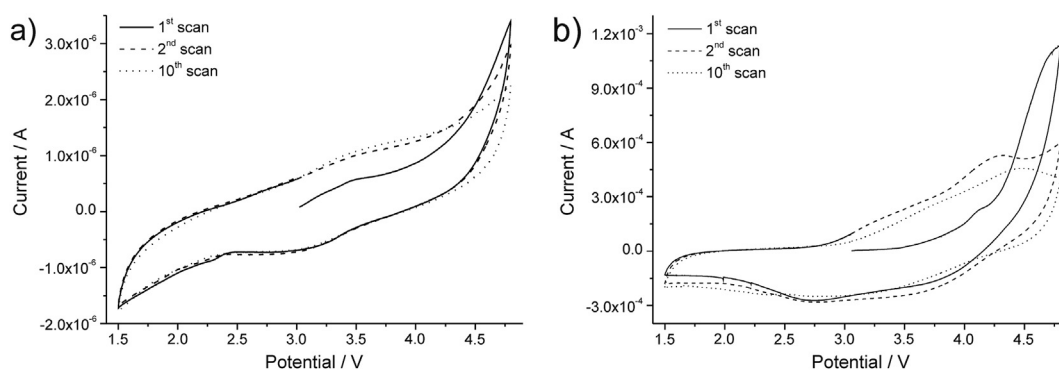 a)
1st scan
2nd scan
10th scan
3.0x10-6
2.0x10-6
1.0x10-6
0.0
-1.0x10-6
-2.0x10-6
Current / A
1.5 2.0 2.5 3.0 3.5 4.0 4.5
Potential / V
b)
1st scan
2nd scan
10th scan
1.2x10-3
9.0x10-4
6.0x10-4
3.0x10-4
0.0
-3.0x10-4
Current / A
1.5 2.0 2.5 3.0 3.5 4.0 4.5
Potential / V